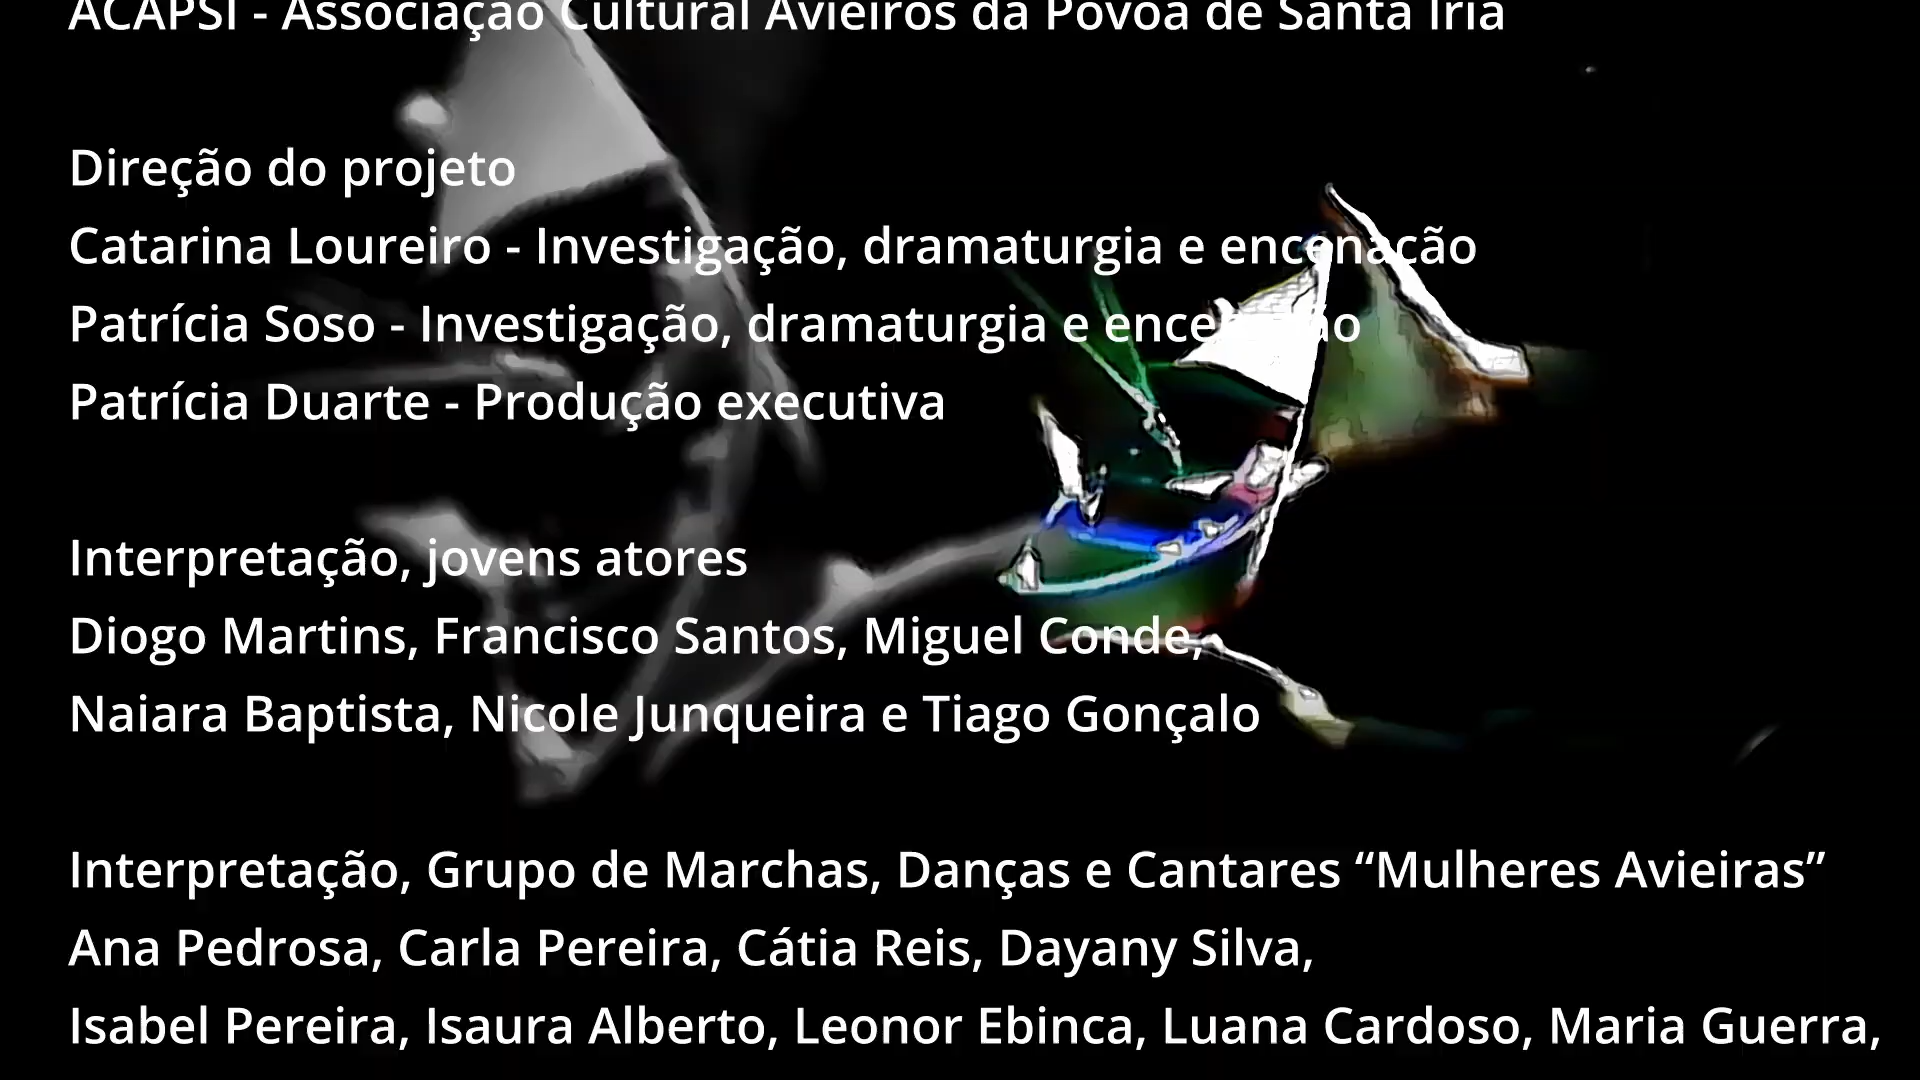 ACAPSI - Associação Cultural Avieiros da Póvoa de Santa Iria
Direção do projeto
Catarina Loureiro - Investigação, dramaturgia e encenação
Patrícia Soso - Investigação, dramaturgia e encenação
Patrícia Duarte - Produção executiva
Interpretação, jovens atores
Diogo Martins, Francisco Santos, Miguel Conde,
Naiara Baptista, Nicole Junqueira e Tiago Gonçalo
Interpretação, Grupo de Marchas, Danças e Cantares “Mulheres Avieiras”
Ana Pedrosa, Carla Pereira, Cátia Reis, Dayany Silva,
Isabel Pereira, Isaura Alberto, Leonor Ebinca, Luana Cardoso, Maria Guerra,